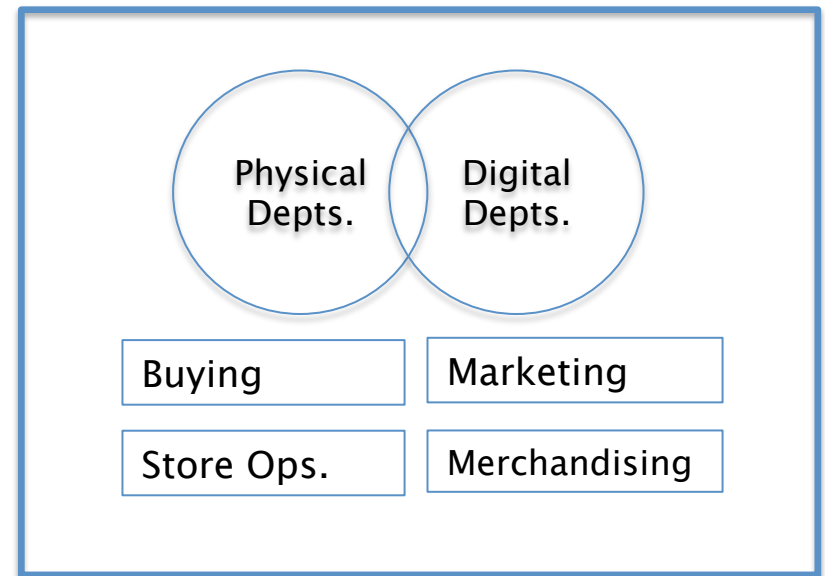 Physical
Depts.
Digital
Depts.
Buying
Marketing
Store Ops.
Merchandising